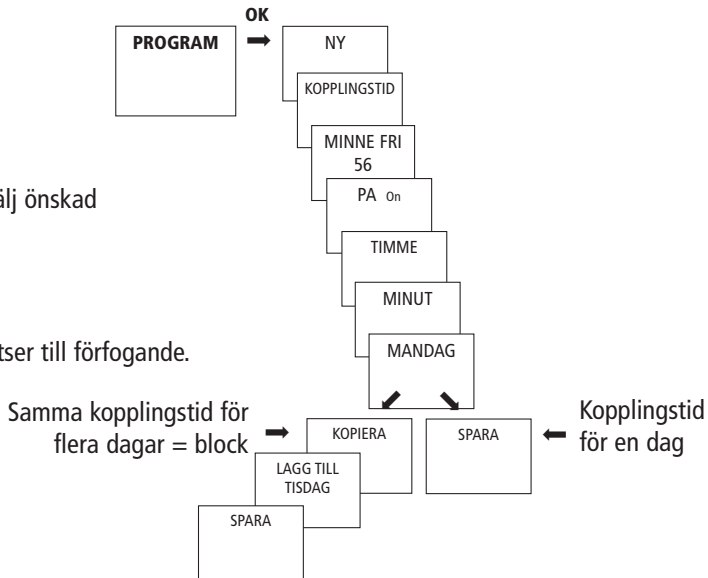 OK
PROGRAM
NY
KOPPLINGSTID
MINNE FRI
56
PA On
älj önskad
TIMME
MINUT
tser till förfogande.
MANDAG
Samma kopplingstid för
flera dagar = block
KOPIERA
SPARA
Kopplingstid
för en dag
LAGG TILL
TISDAG
SPARA